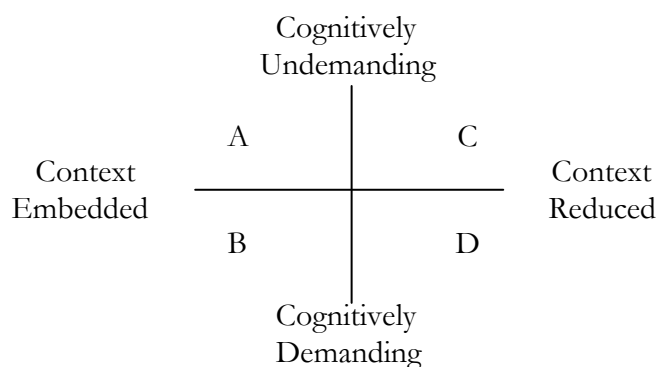 Cognitively
Undemanding
A
C
Context
Embedded
Context
Reduced
B
D
Cognitively
Demanding